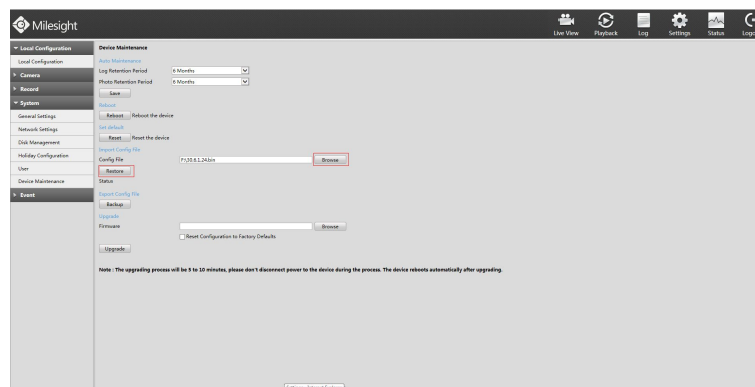 Milesight
Live View
Playback
Log
Settings
Status
Local Configuration
Local Configuration
Camera
Record
System
General Settings
Network Settings
Disk Management
Holiday Configuration
User
Device Maintenance
Event
Device Maintenance
Auto Maintenance
Log Retention Period 6 Months
Photo Retention Period 6 Months
Save
Reboot
Reboot Reboot the device
Set default
Reset Reset the device
Import Config File
Config File F:\30.6.1.24.bin Browse
Restore
Status
Export Config File
Backup
Upgrade
Firmware Browse
Reset Configuration to Factory Defaults
Upgrade
Note : The upgrading process will be 5 to 10 minutes, please don't disconnect power to the device during the process. The device reboots automatically after upgrading.